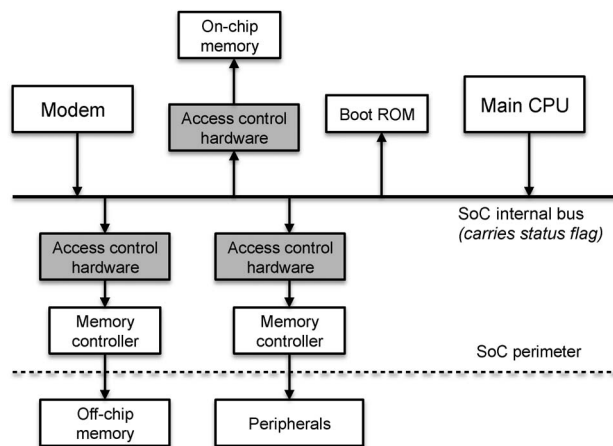 On-chip
memory
Modem
Access control
hardware
Boot ROM
Main CPU
SoC internal bus
(carries status flag)
Access control
hardware
Access control
hardware
Memory
controller
Memory
controller
SoC perimeter
Off-chip
memory
Peripherals